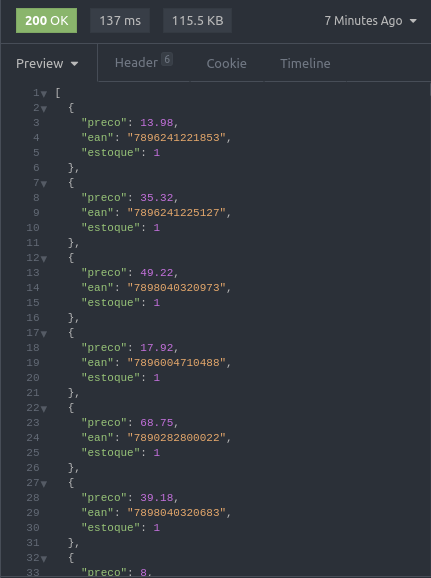 200 OK 137 ms 115.5 KB 7 Minutes Ago
Preview Header 6 Cookie Timeline
1 [
2 {
3 "preco": 13.98,
4 "ean": "7896241221853",
5 "estoque": 1
6 },
7 {
8 "preco": 35.32,
9 "ean": "7896241225127",
10 "estoque": 1
11 },
12 {
13 "preco": 49.22,
14 "ean": "7898040320973",
15 "estoque": 1
16 },
17 {
18 "preco": 17.92,
19 "ean": "7896004710488",
20 "estoque": 1
21 },
22 {
23 "preco": 68.75,
24 "ean": "7890282800022",
25 "estoque": 1
26 },
27 {
28 "preco": 39.18,
29 "ean": "7898040320683",
30 "estoque": 1
31 },
32 {
33 "preco": 8.